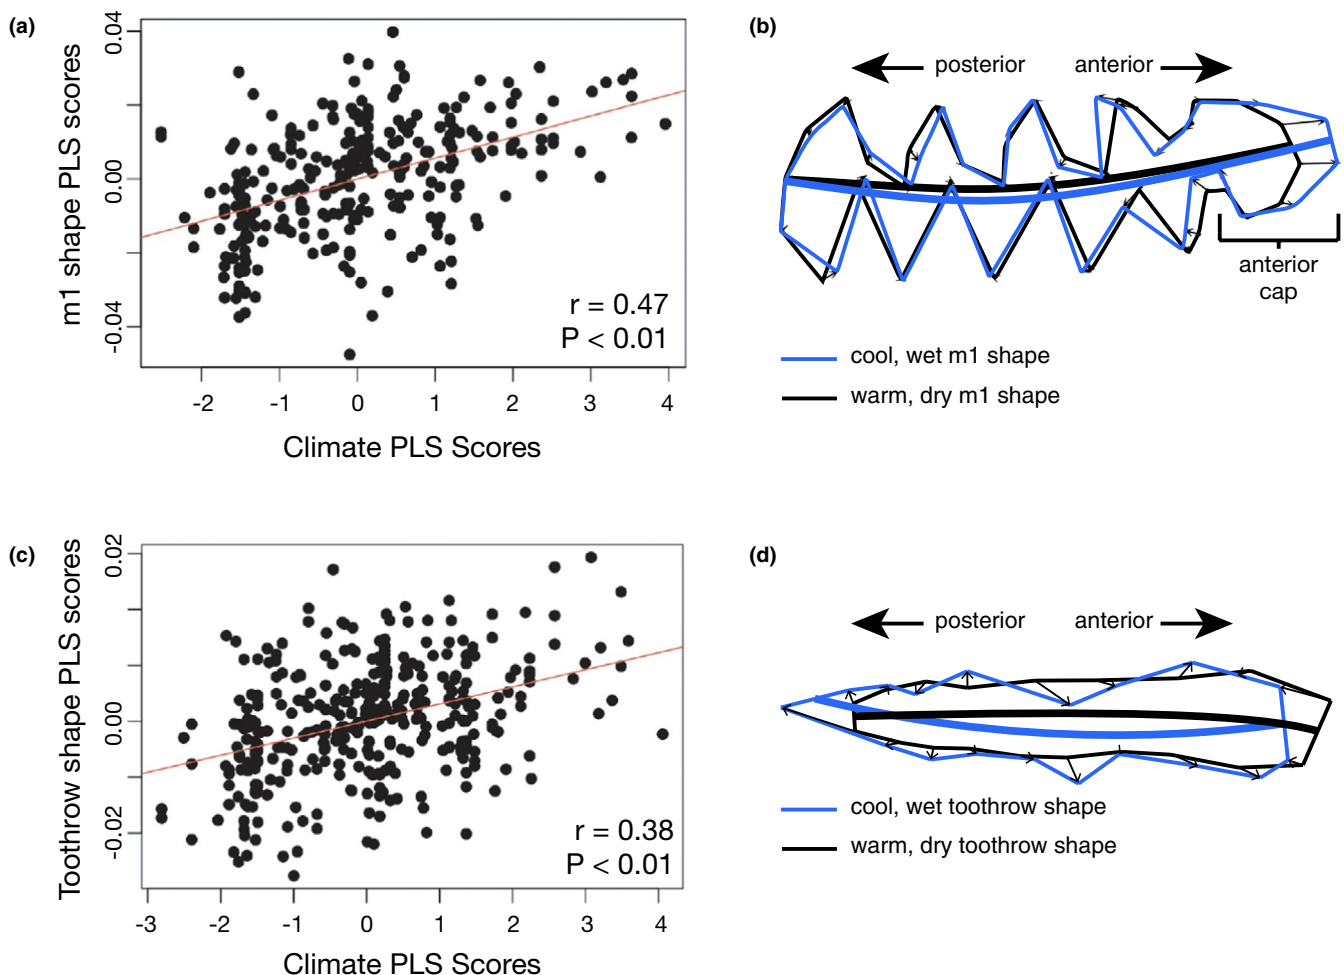 (a)
m1 shape PLS scores
0.04
0.00
-0.04
r = 0.47
P < 0.01
-2 -1 0 1 2 3 4
Climate PLS Scores
(b)
posterior anterior
anterior
cap
cool, wet m1 shape
warm, dry m1 shape
(c)
Toothrow shape PLS scores
0.02
0.00
-0.02
r = 0.38
P < 0.01
-3 -2 -1 0 1 2 3 4
Climate PLS Scores
(d)
posterior anterior
cool, wet toothrow shape
warm, dry toothrow shape